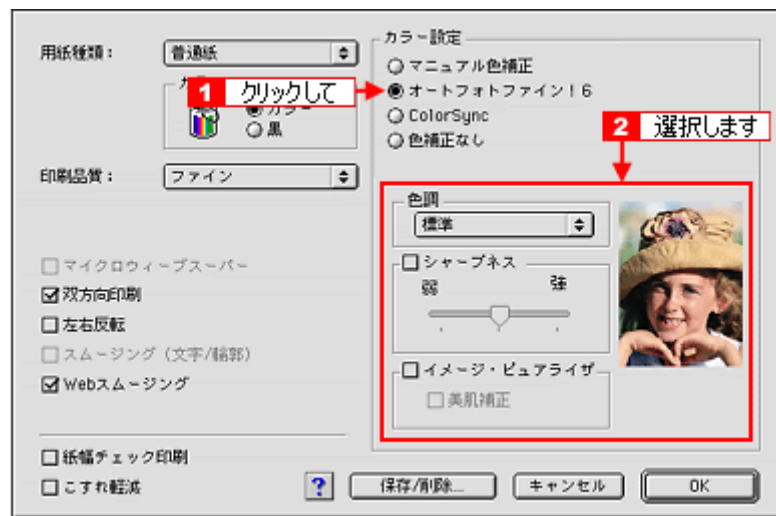 用紙種類：
普通紙
カラー
黒
印刷品質：
ファイン
マイクロウィーブスーパー
双方向印刷
左右反転
スムージング（文字/輪郭）
Webスムージング
紙幅チェック印刷
こすれ軽減
カラー設定
マニュアル色補正
オートフォトファイン！6
ColorSync
色補正なし
1 クリックして
2 選択します
色調
標準
シャープネス
弱 強
イメージ・ピュアライザ
美肌補正
?
保存/削除...
キャンセル
OK